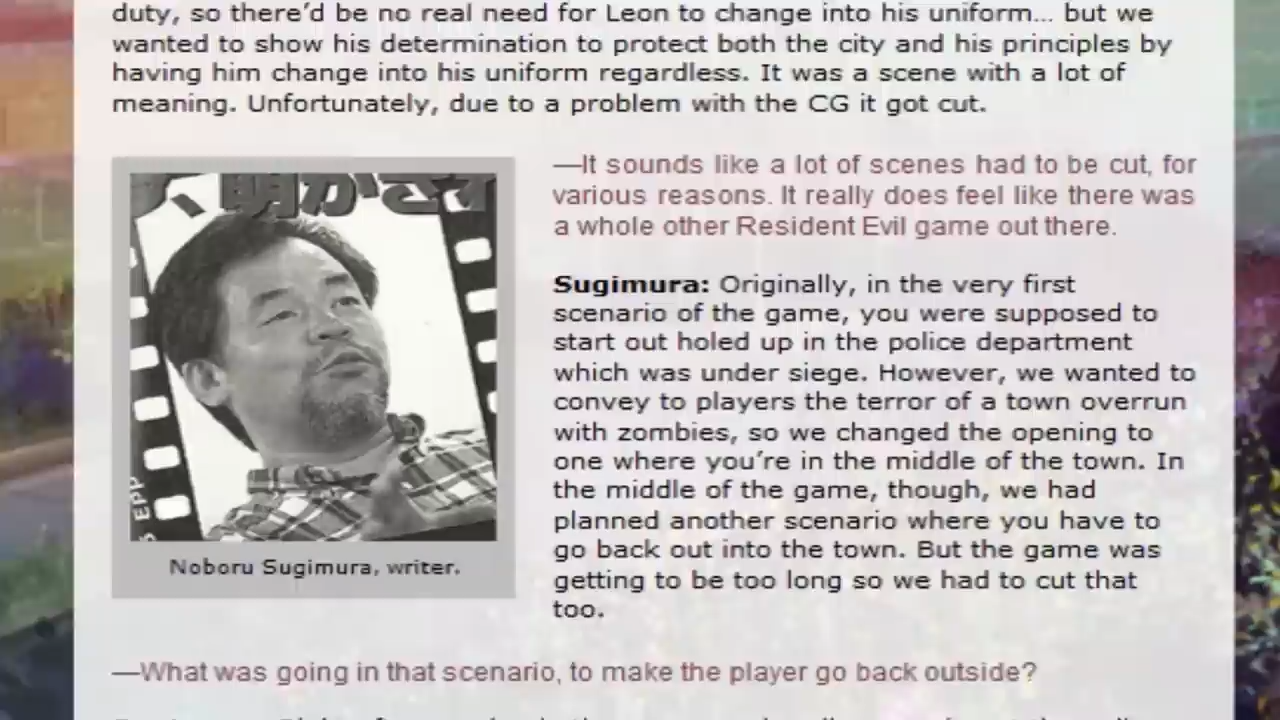 duty, so there’d be no real need for Leon to change into his uniform... but we
wanted to show his determination to protect both the city and his principles by
having him change into his uniform regardless. It was a scene with a lot of
meaning. Unfortunately, due to a problem with the CG it got cut.
明かさ
EPP
Noboru Sugimura, writer.
—It sounds like a lot of scenes had to be cut, for
various reasons. It really does feel like there was
a whole other Resident Evil game out there.
Sugimura: Originally, in the very first
scenario of the game, you were supposed to
start out holed up in the police department
which was under siege. However, we wanted to
convey to players the terror of a town overrun
with zombies, so we changed the opening to
one where you’re in the middle of the town. In
the middle of the game, though, we had
planned another scenario where you have to
go back out into the town. But the game was
getting to be too long so we had to cut that
too.
—What was going in that scenario, to make the player go back outside?